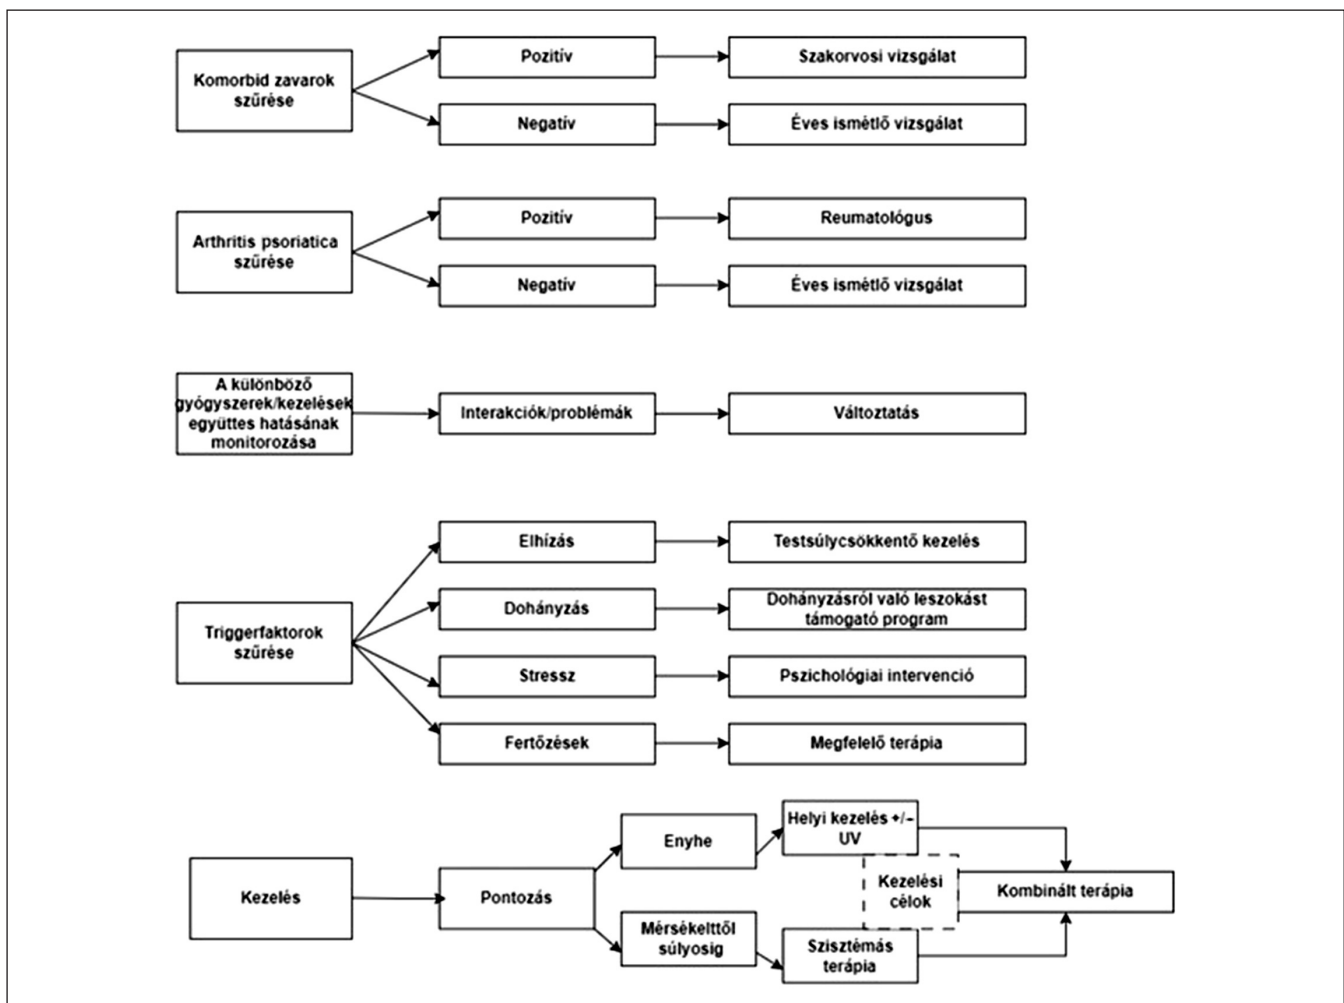 Komorbid zavarok
szűrése
Pozitív
Szakorvosi vizsgálat
Negatív
Éves ismétlő vizsgálat
Arthritis psoriatica
szűrése
Pozitív
Reumatológus
Negatív
Éves ismétlő vizsgálat
A különböző
gyógyszerek/kezelések
együttes hatásának
monitorozása
Interakciók/problémák
Változtatás
Triggerfaktorok
szűrése
Elhízás
Testsúlycsökkentő kezelés
Dohányzás
Dohányzásról való leszokást
támogató program
Stressz
Pszichológiai intervenció
Fertőzések
Megfelelő terápia
Kezelés
Pontozás
Enyhe
Helyi kezelés +/–
UV
Mérsékelttől
súlyosig
Szisztémás
terápia
Kezelési
célok
Kombinált terápia